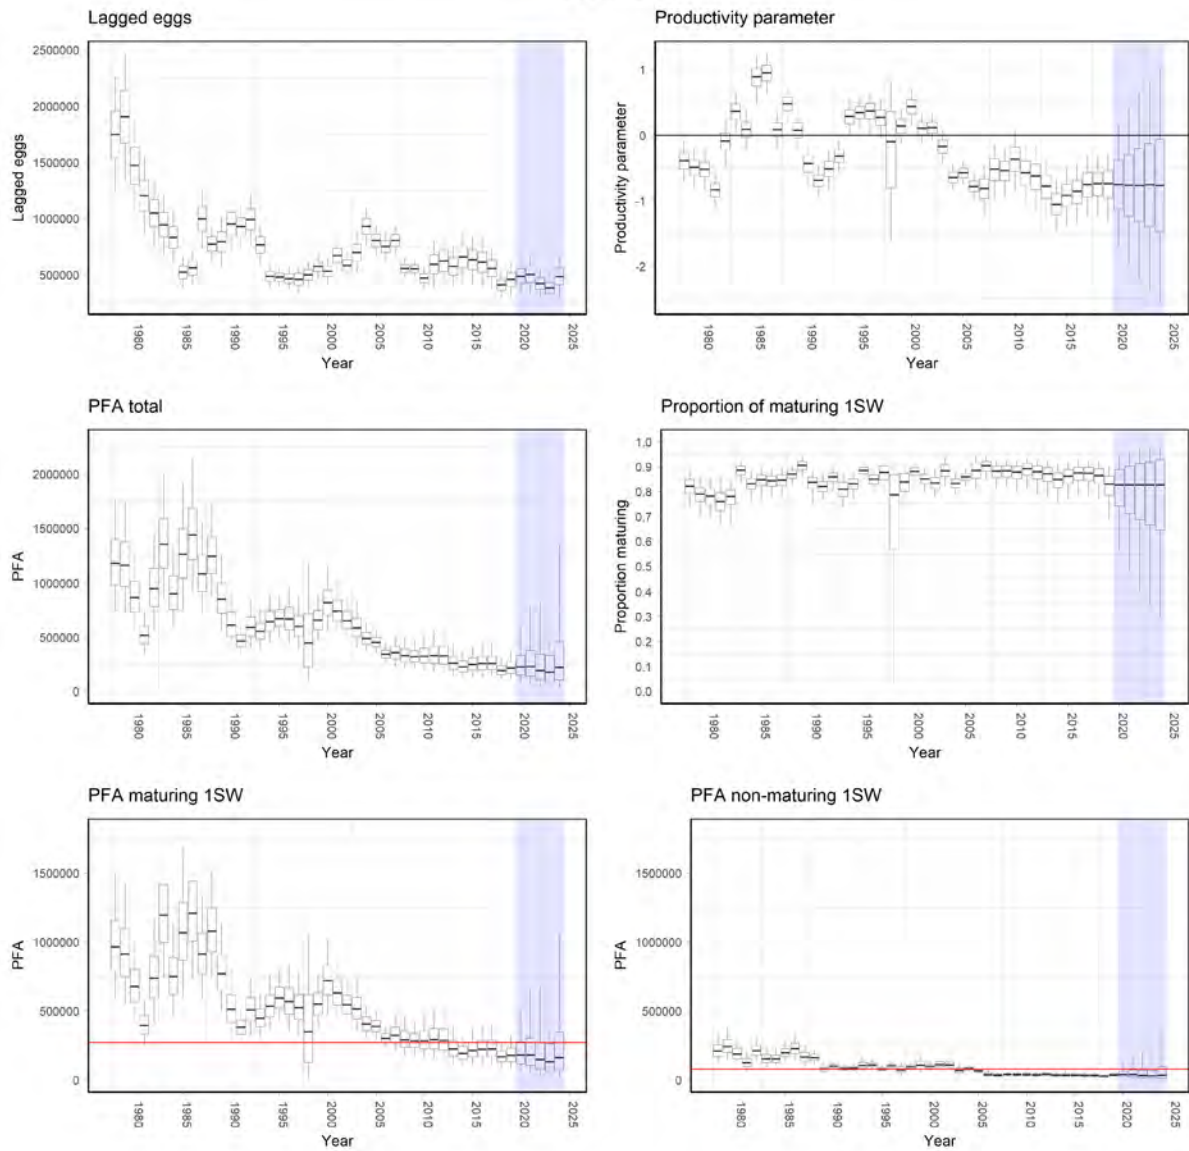 Lagged eggs
Lagged eggs
2500000
2000000
1500000
1000000
500000
1980 1985 1990 1995 2000 2005 2010 2015 2020 2025
Year
Productivity parameter
Productivity parameter
1
0
-1
-2
1980 1985 1990 1995 2000 2005 2010 2015 2020 2025
Year
PFA total
PFA
2000000
1500000
1000000
500000
0
1980 1985 1990 1995 2000 2005 2010 2015 2020 2025
Year
Proportion of maturing 1SW
Proportion maturing
1.0
0.9
0.8
0.7
0.6
0.5
0.4
0.3
0.2
0.1
0.0
1980 1985 1990 1995 2000 2005 2010 2015 2020 2025
Year
PFA maturing 1SW
PFA
1500000
1000000
500000
0
1980 1985 1990 1995 2000 2005 2010 2015 2020 2025
Year
PFA non-maturing 1SW
PFA
1500000
1000000
500000
0
1980 1985 1990 1995 2000 2005 2010 2015 2020 2025
Year